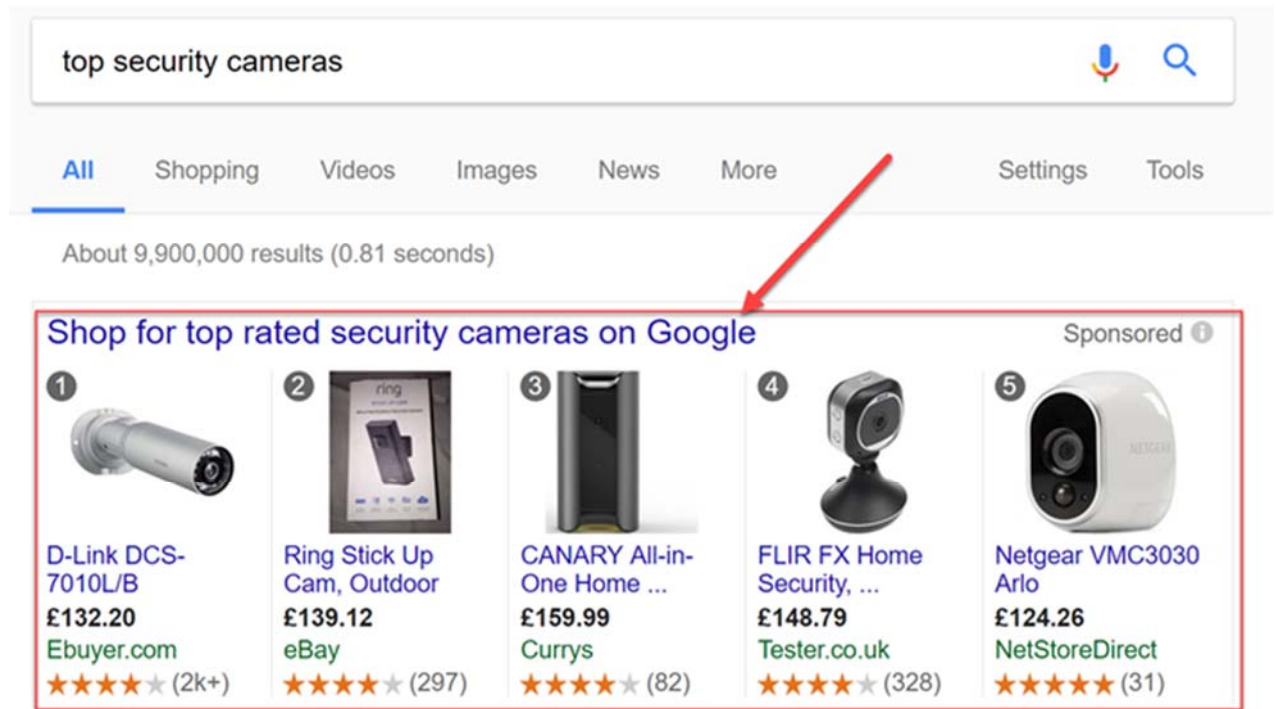 top security cameras
All Shopping Videos Images News More Settings Tools
About 9,900,000 results (0.81 seconds)
Shop for top rated security cameras on Google Sponsored
1 2 3 4 5
ring
NETGEAR
D-Link DCS-
7010L/B
£132.20
Ebuyer.com
(2k+)
Ring Stick Up
Cam, Outdoor
£139.12
eBay
(297)
CANARY All-in-
One Home ...
£159.99
Currys
(82)
FLIR FX Home
Security, ...
£148.79
Tester.co.uk
(328)
Netgear VMC3030
Arlo
£124.26
NetStoreDirect
(31)